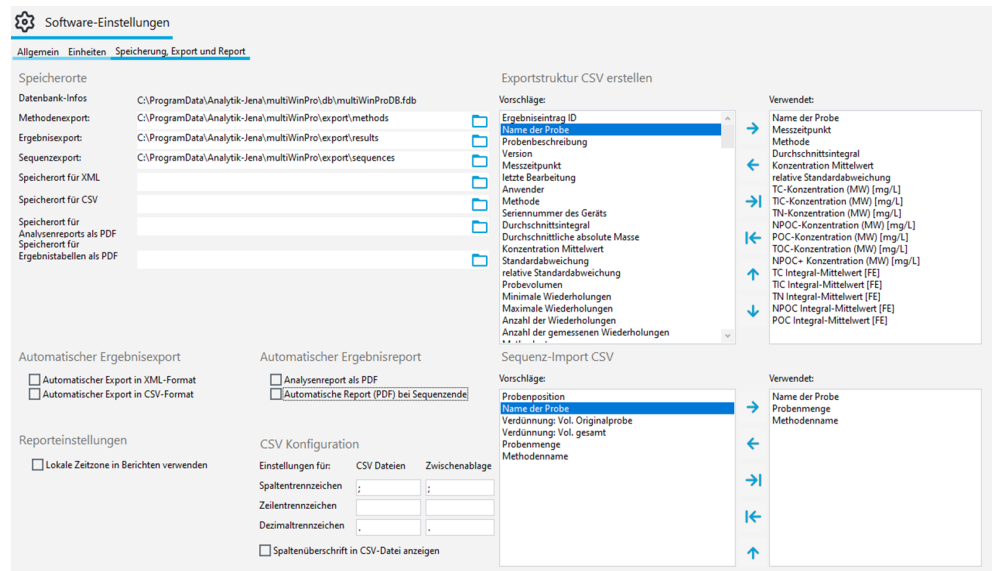 Software-Einstellungen
Allgemein Einheiten Speicherung, Export und Report
Speicherorte
Datenbank-Infos C:\ProgramData\Analytik-Jena\multiWinPro\db\multiWinProDB.fdb
Methodenexport: C:\ProgramData\Analytik-Jena\multiWinPro\export\methods
Ergebnisexport: C:\ProgramData\Analytik-Jena\multiWinPro\export\results
Sequenzexport: C:\ProgramData\Analytik-Jena\multiWinPro\export\sequences
Speicherort für XML
Speicherort für CSV
Speicherort für
Analysenreports als PDF
Speicherort für
Ergebnistabellen als PDF
Exportstruktur CSV erstellen
Vorschläge:
Ergebniseintrag ID
Name der Probe
Probenbeschreibung
Version
Messzeitpunkt
letzte Bearbeitung
Anwender
Methode
Seriennummer des Geräts
Durchschnittsintegral
Durchschnittliche absolute Masse
Konzentration Mittelwert
Standardabweichung
relative Standardabweichung
Probevolumen
Minimale Wiederholungen
Maximale Wiederholungen
Anzahl der Wiederholungen
Anzahl der gemessenen Wiederholungen
Verwendet:
Name der Probe
Messzeitpunkt
Methode
Durchschnittsintegral
Konzentration Mittelwert
relative Standardabweichung
TC-Konzentration (MW) [mg/L]
TIC-Konzentration (MW) [mg/L]
TN-Konzentration (MW) [mg/L]
NPOC-Konzentration (MW) [mg/L]
POC-Konzentration (MW) [mg/L]
TOC-Konzentration (MW) [mg/L]
NPOC+ Konzentration (MW) [mg/L]
TC Integral-Mittelwert [FE]
TIC Integral-Mittelwert [FE]
TN Integral-Mittelwert [FE]
NPOC Integral-Mittelwert [FE]
POC Integral-Mittelwert [FE]
Automatischer Ergebnisexport
Automatischer Export in XML-Format
Automatischer Export in CSV-Format
Automatischer Ergebnisreport
Analysenreport als PDF
Automatische Report (PDF) bei Sequenzende
Reporteinstellungen
Lokale Zeitzone in Berichten verwenden
CSV Konfiguration
Einstellungen für: CSV Dateien Zwischenablage
Spaltentrennzeichen ; ;
Zeilentrennzeichen
Dezimaltrennzeichen . .
Spaltenüberschrift in CSV-Datei anzeigen
Sequenz-Import CSV
Vorschläge:
Probenposition
Name der Probe
Verdünnung: Vol. Originalprobe
Verdünnung: Vol. gesamt
Probenmenge
Methodenname
Verwendet:
Name der Probe
Probenmenge
Methodenname